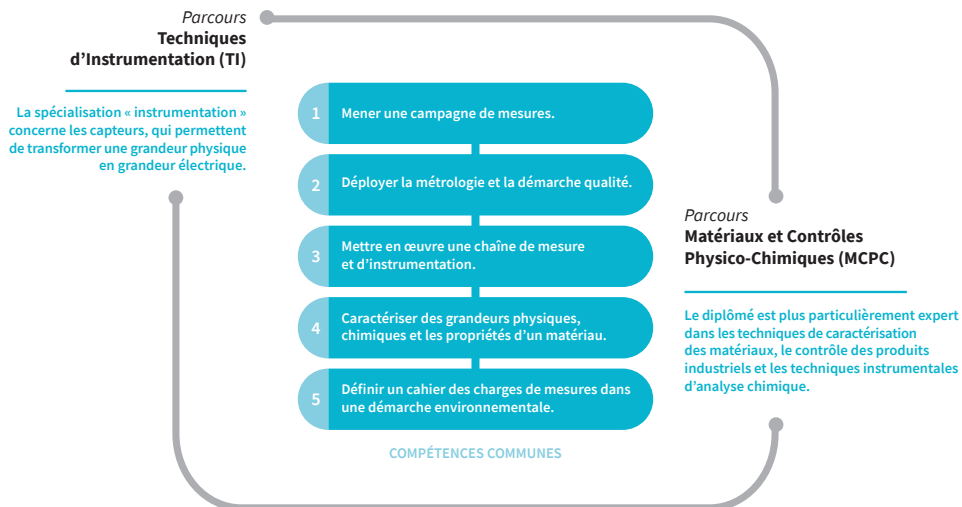 Parcours
Techniques
d’Instrumentation (TI)
La spécialisation « instrumentation »
concerne les capteurs, qui permettent
de transformer une grandeur physique
en grandeur électrique.
1 Mener une campagne de mesures.
2 Déployer la métrologie et la démarche qualité.
3 Mettre en œuvre une chaîne de mesure
et d’instrumentation.
4 Caractériser des grandeurs physiques,
chimiques et les propriétés d’un matériau.
5 Définir un cahier des charges de mesures dans
une démarche environnementale.
COMPÉTENCES COMMUNES
Parcours
Matériaux et Contrôles
Physico-Chimiques (MCPC)
Le diplômé est plus particulièrement expert
dans les techniques de caractérisation
des matériaux, le contrôle des produits
industriels et les techniques instrumentales
d’analyse chimique.